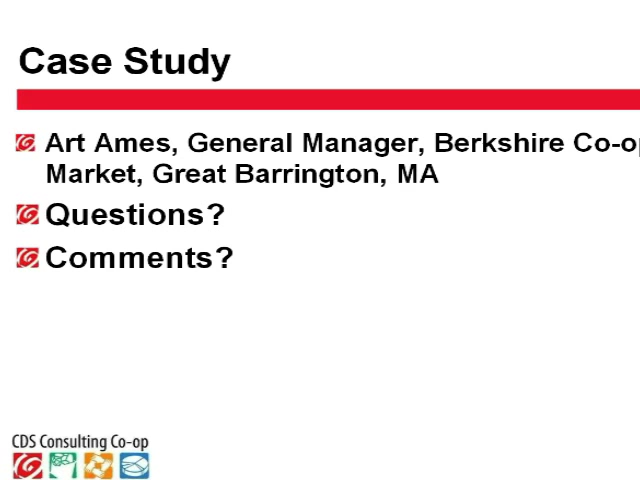 Case Study
Art Ames, General Manager, Berkshire Co-op
Market, Great Barrington, MA
Questions?
Comments?
CDS Consulting Co-op